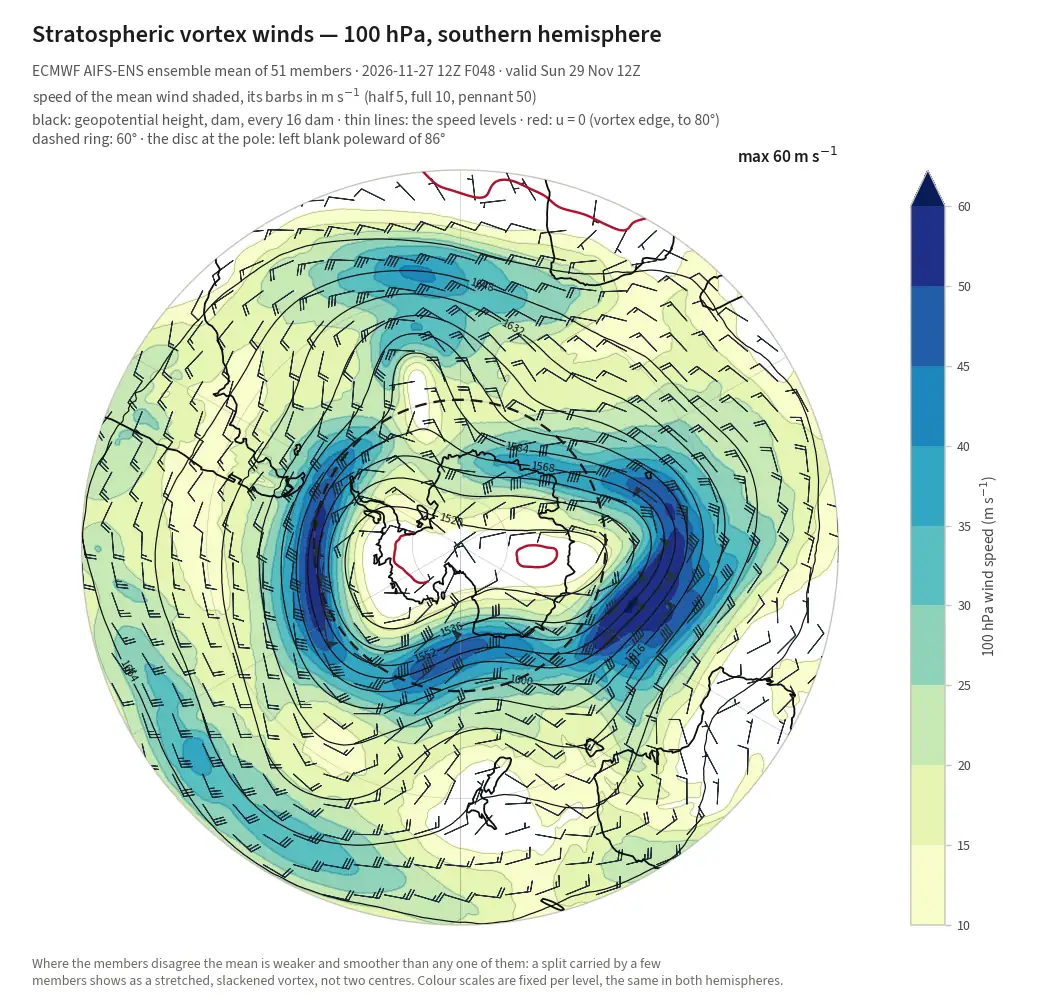 Stratospheric vortex winds — 100 hPa, southern hemisphere
ECMWF AIFS-ENS ensemble mean of 51 members · 2026-11-27 12Z F048 · valid Sun 29 Nov 12Z
speed of the mean wind shaded, its barbs in m s⁻¹ (half 5, full 10, pennant 50)
black: geopotential height, dam, every 16 dam · thin lines: the speed levels · red: u = 0 (vortex edge, to 80°)
dashed ring: 60° · the disc at the pole: left blank poleward of 86°
max 60 m s⁻¹
60
50
45
40
35
30
25
20
15
10
100 hPa wind speed (m s⁻¹)
1632
1584
1568
1536
1552
1600
1616
Where the members disagree the mean is weaker and smoother than any one of them: a split carried by a few
members shows as a stretched, slackened vortex, not two centres. Colour scales are fixed per level, the same in both hemispheres.